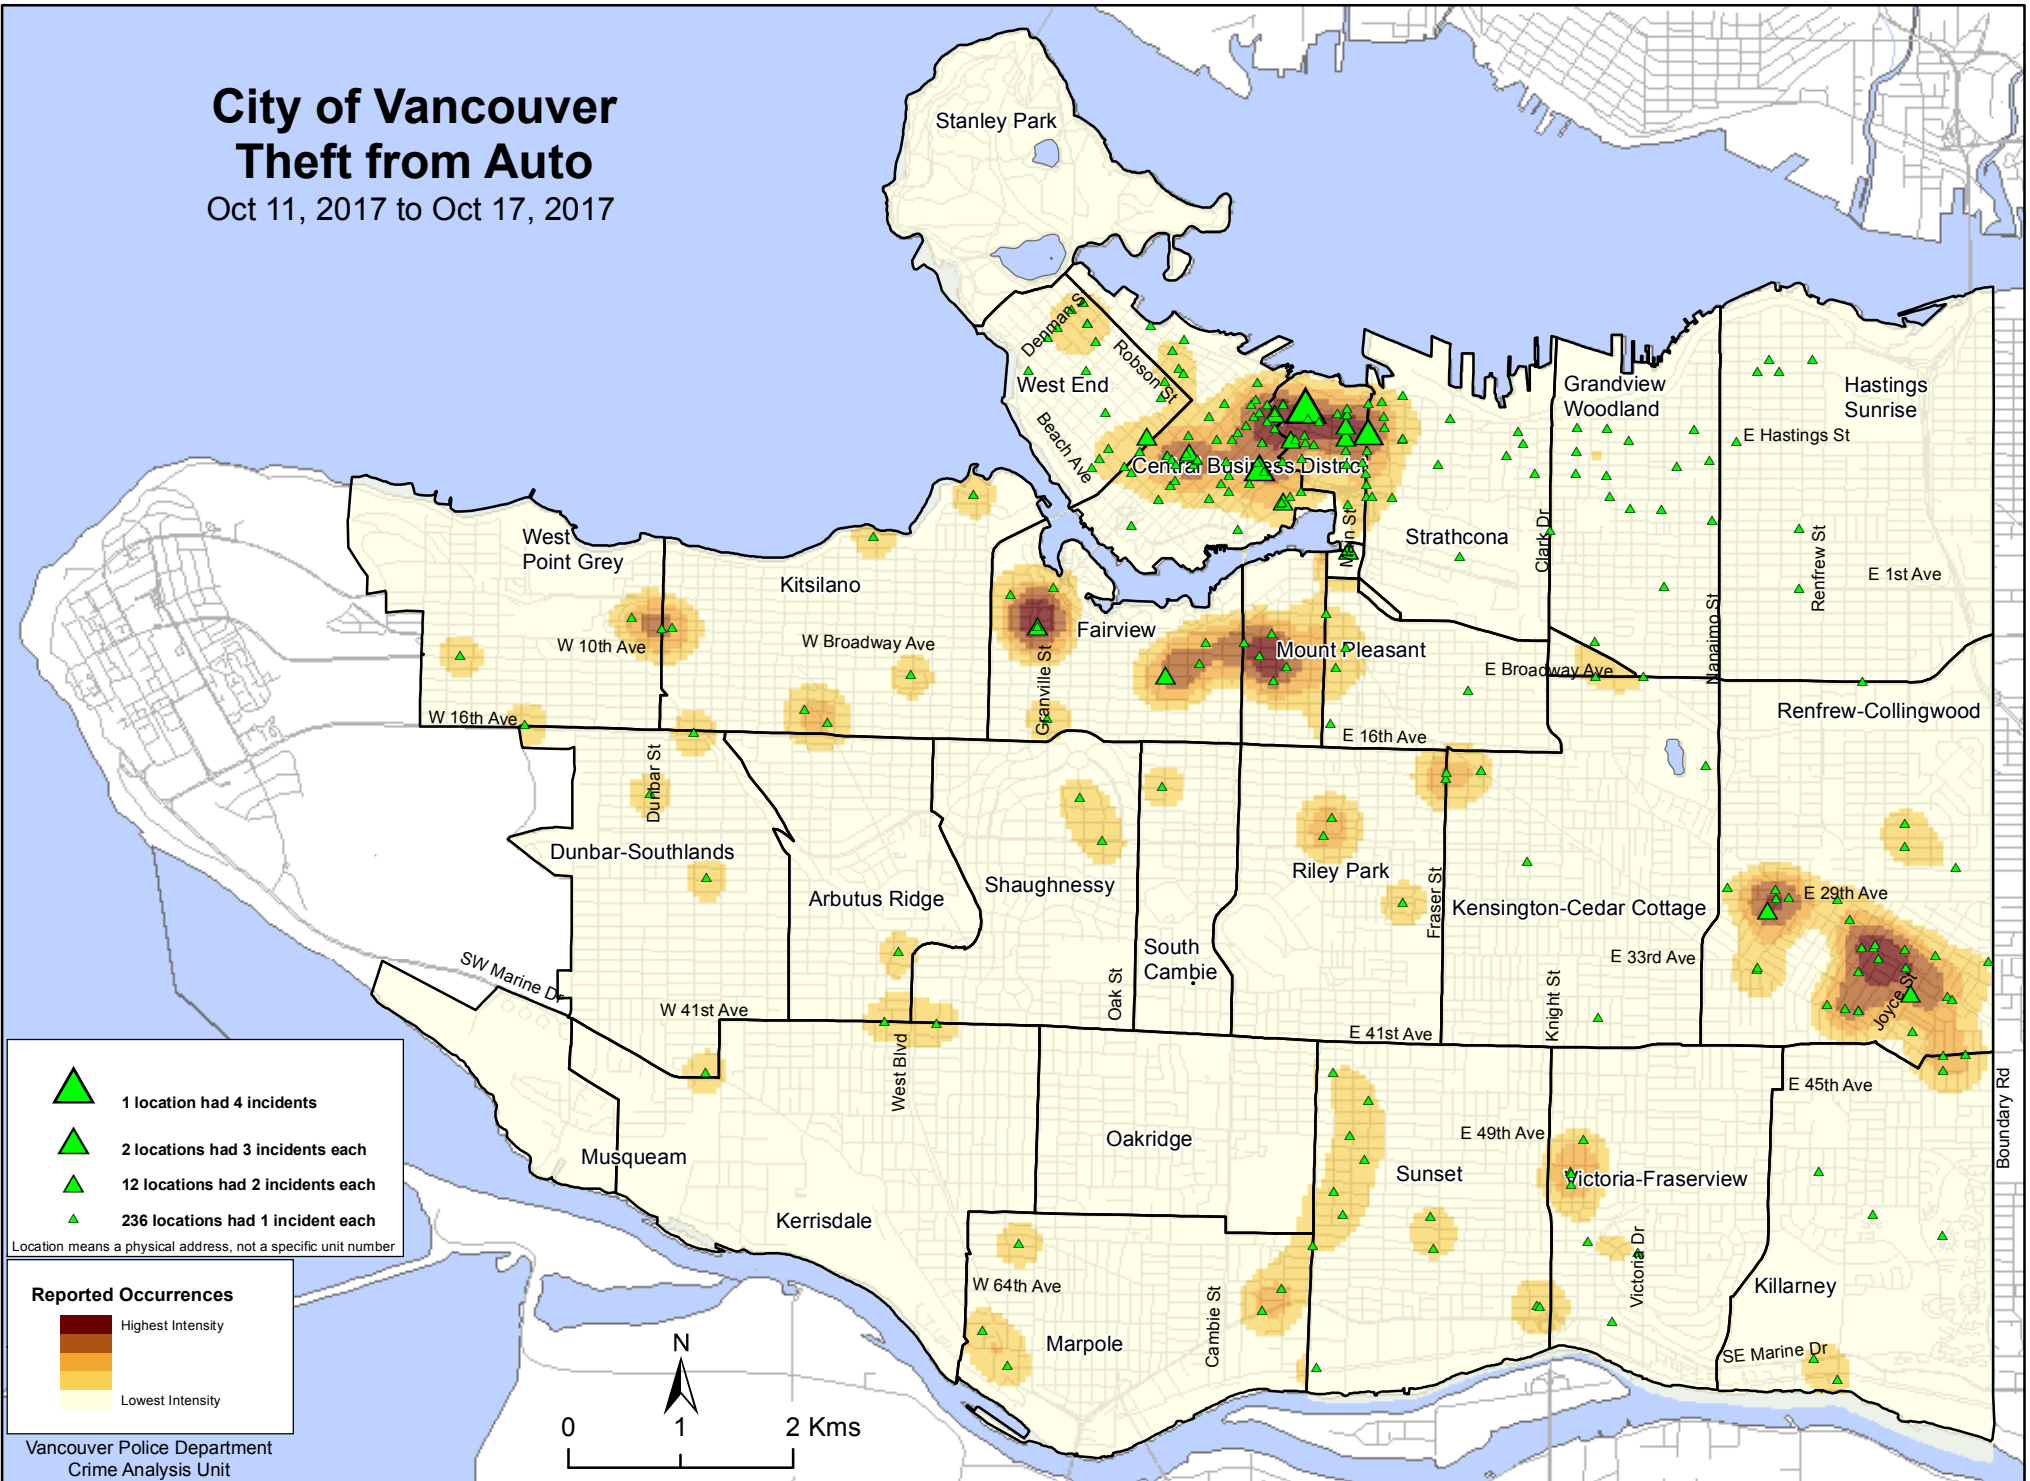 City of Vancouver
Theft from Auto
Oct 11, 2017 to Oct 17, 2017
Stanley Park
Denman St
Robson St
West End
Beach Ave
Central Business District
Grandview
Woodland
Hastings
Sunrise
E Hastings St
Main St
Strathcona
Clark Dr
Nanaimo St
Renfrew St
E 1st Ave
West
Point Grey
Kitsilano
W 10th Ave
W Broadway Ave
Granville St
Fairview
Mount Pleasant
E Broadway Ave
W 16th Ave
E 16th Ave
Renfrew-Collingwood
Dunbar St
Dunbar-Southlands
Arbutus Ridge
Shaughnessy
Oak St
South
Cambie
Riley Park
Fraser St
Kensington-Cedar Cottage
E 29th Ave
E 33rd Ave
Knight St
Joyce St
SW Marine Dr
W 41st Ave
E 41st Ave
West Blvd
E 45th Ave
Boundary Rd
Musqueam
Oakridge
E 49th Ave
Sunset
Victoria-Fraserview
Kerrisdale
W 64th Ave
Marpole
Cambie St
Victoria Dr
Killarney
SE Marine Dr
1 location had 4 incidents
2 locations had 3 incidents each
12 locations had 2 incidents each
236 locations had 1 incident each
Location means a physical address, not a specific unit number
Reported Occurrences
Highest Intensity
Lowest Intensity
Vancouver Police Department
Crime Analysis Unit
N
0 1 2 Kms